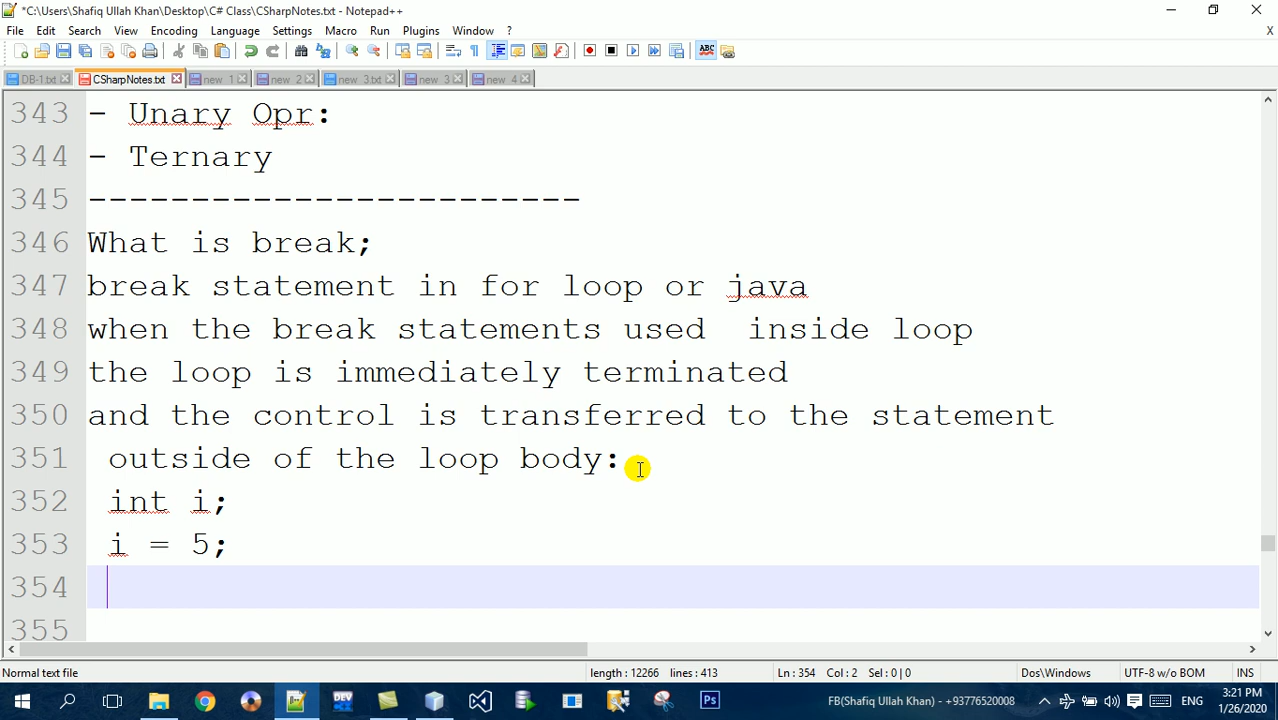 *C:\Users\Shafiq Ullah Khan\Desktop\C# Class\CSharpNotes.txt - Notepad++
File Edit Search View Encoding Language Settings Macro Run Plugins Window ?
X
DB-1.txt CSharpNotes.txt new 1 new 2 new 3.txt new 3 new 4
343 - Unary Opr:
344 - Ternary
345 ------------------------
346 What is break;
347 break statement in for loop or java
348 when the break statements used  inside loop
349 the loop is immediately terminated
350 and the control is transferred to the statement
351  outside of the loop body:
352  int i;
353  i = 5;
354
355
Normal text file length : 12266 lines : 413 Ln : 354 Col : 2 Sel : 0 | 0 Dos\Windows UTF-8 w/o BOM INS
DEV Ps FB(Shafiq Ullah Khan) - +93776520008 ENG 3:21 PM
1/26/2020